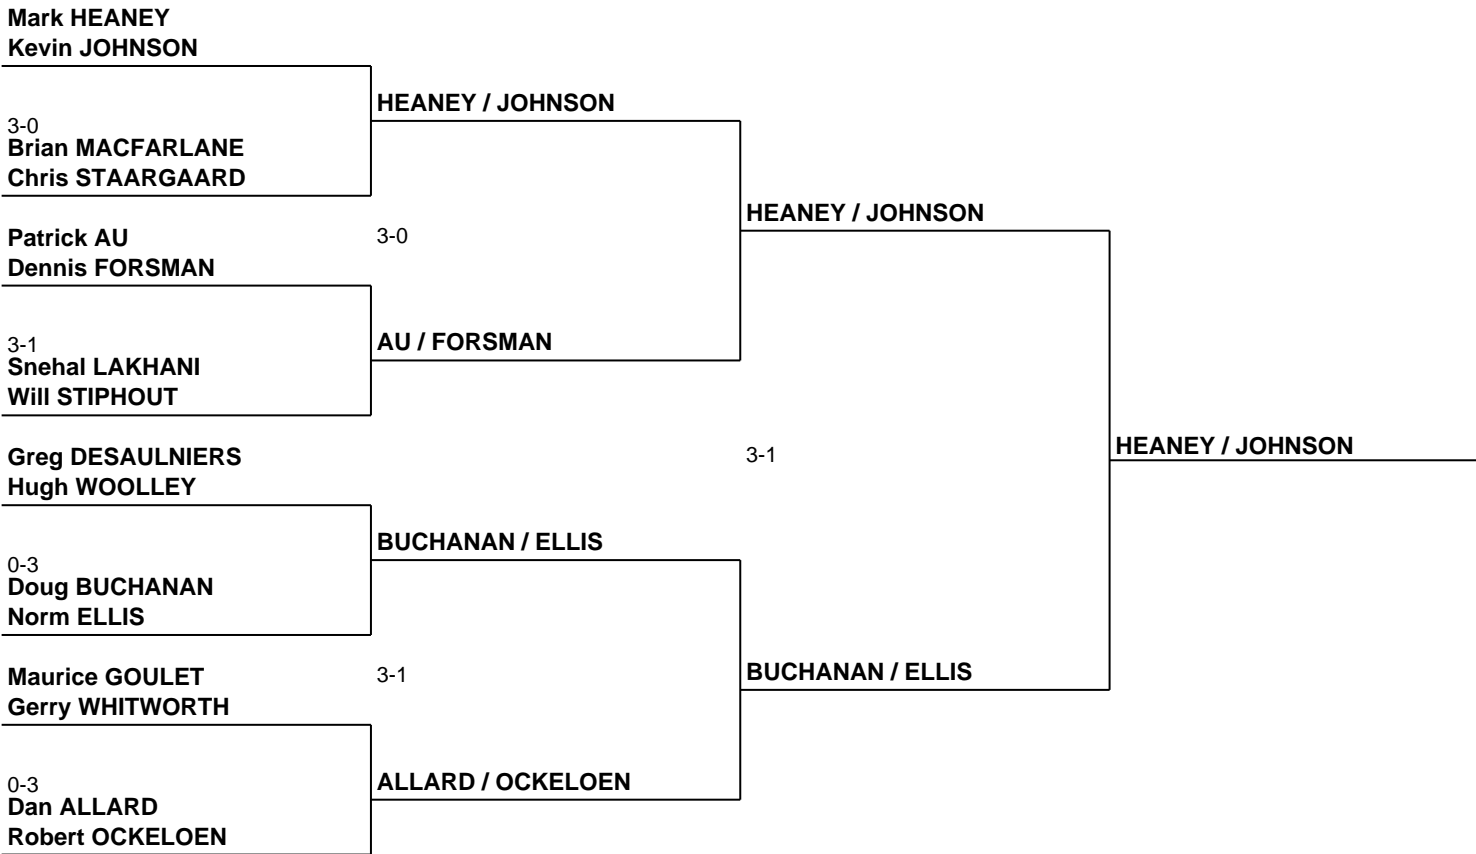 Mark HEANEY
Kevin JOHNSON
HEANEY / JOHNSON
3-0
Brian MACFARLANE
Chris STAARGAARD
HEANEY / JOHNSON
Patrick AU
3-0
Dennis FORSMAN
AU / FORSMAN
3-1
Snehal LAKHANI
Will STIPHOUT
HEANEY / JOHNSON
Greg DESAULNIERS
3-1
Hugh WOOLLEY
BUCHANAN / ELLIS
0-3
Doug BUCHANAN
Norm ELLIS
BUCHANAN / ELLIS
Maurice GOULET
3-1
Gerry WHITWORTH
ALLARD / OCKELOEN
0-3
Dan ALLARD
Robert OCKELOEN